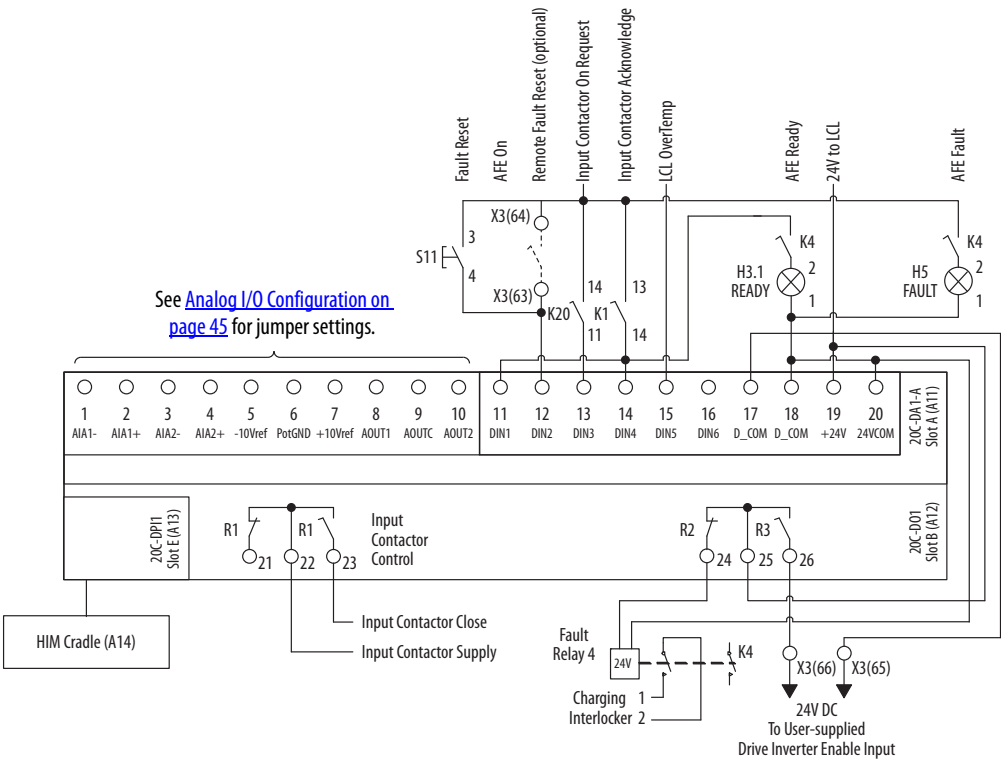 Fault Reset
AFE On
Remote Fault Reset (optional)
Input Contactor On Request
Input Contactor Acknowledge
LCL OverTemp
AFE Ready
24V to LCL
AFE Fault
X3(64)
3
S11
4
X3(63)
K20
14
11
K1
13
14
K4
H3.1
READY
2
1
K4
H5
FAULT
2
1
See Analog I/O Configuration on
page 45 for jumper settings.
1 2 3 4 5 6 7 8 9 10 11 12 13 14 15 16 17 18 19 20
AIA1- AIA1+ AIA2- AIA2+ -10Vref PotGND +10Vref AOUT1 AOUTC AOUT2 DIN1 DIN2 DIN3 DIN4 DIN5 DIN6 D_COM D_COM +24V 24VCOM
20C-DA1-A
Slot A (A11)
20C-DPI1
Slot E (A13)
R1
R1
21
22
23
Input
Contactor
Control
R2
R3
24
25
26
20C-DO1
Slot B (A12)
HIM Cradle (A14)
Input Contactor Close
Input Contactor Supply
Fault
Relay 4
24V
K4
Charging 1
Interlocker 2
X3(66)
X3(65)
24V DC
To User-supplied
Drive Inverter Enable Input